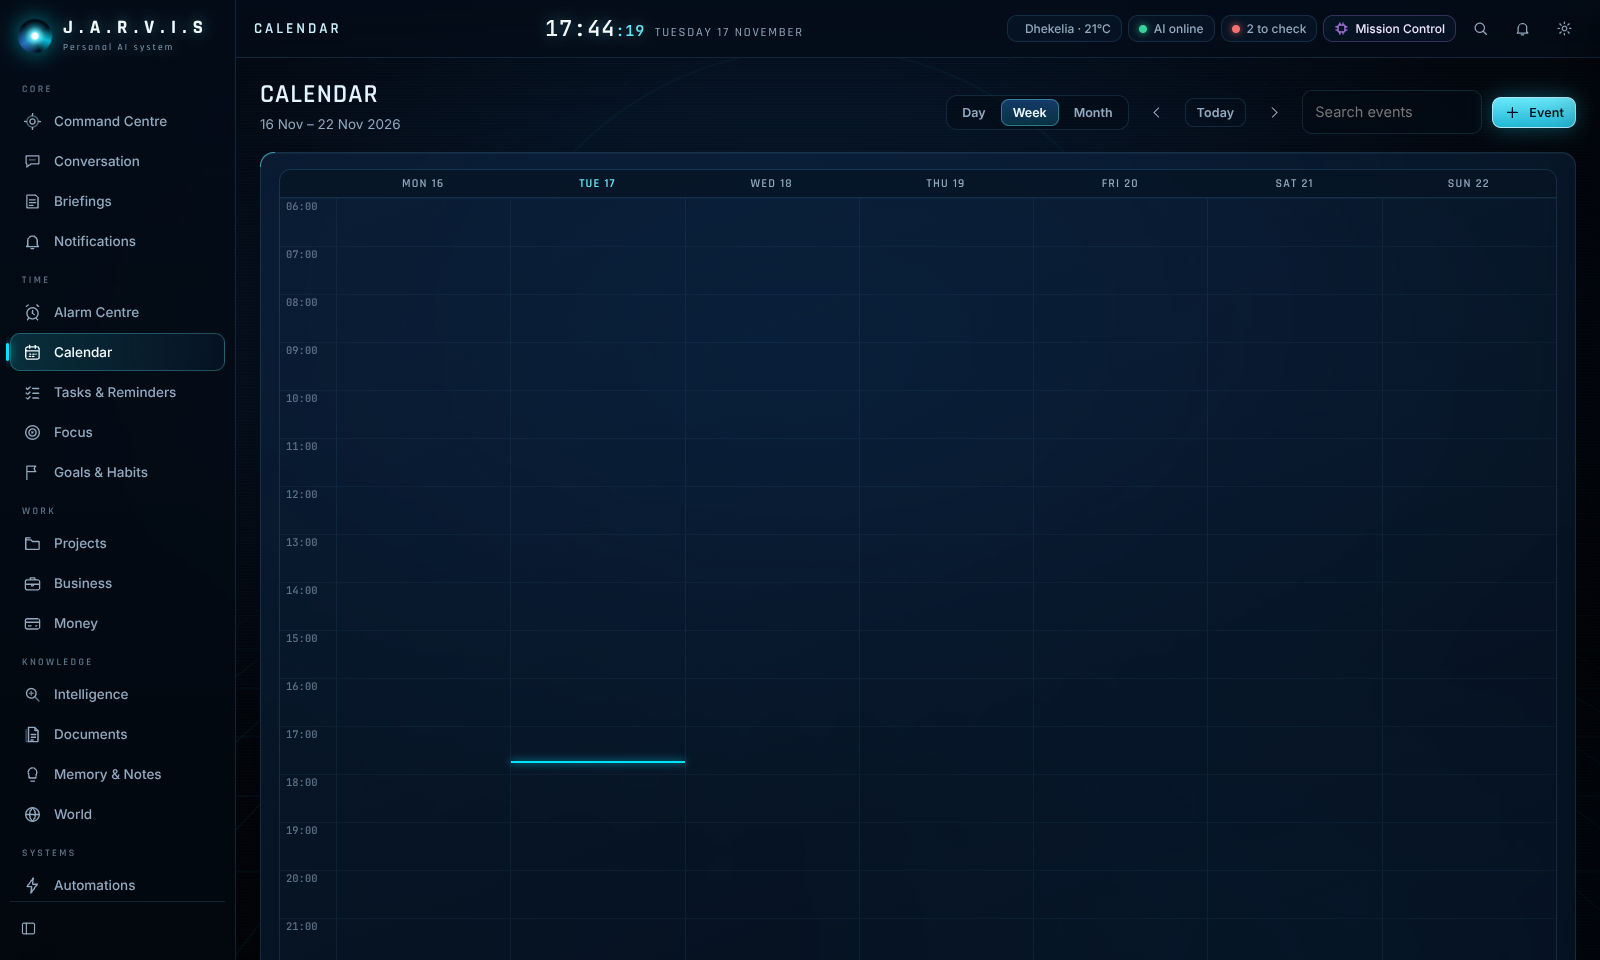 J.A.R.V.I.S
Personal AI system
CORE
Command Centre
Conversation
Briefings
Notifications
TIME
Alarm Centre
Calendar
Tasks & Reminders
Focus
Goals & Habits
WORK
Projects
Business
Money
KNOWLEDGE
Intelligence
Documents
Memory & Notes
World
SYSTEMS
Automations
CALENDAR
17:44:19 TUESDAY 17 NOVEMBER
Dhekelia · 21°C
AI online
2 to check
Mission Control
CALENDAR
16 Nov – 22 Nov 2026
Day Week Month
Today
Search events
+ Event
MON 16 TUE 17 WED 18 THU 19 FRI 20 SAT 21 SUN 22
06:00
07:00
08:00
09:00
10:00
11:00
12:00
13:00
14:00
15:00
16:00
17:00
18:00
19:00
20:00
21:00